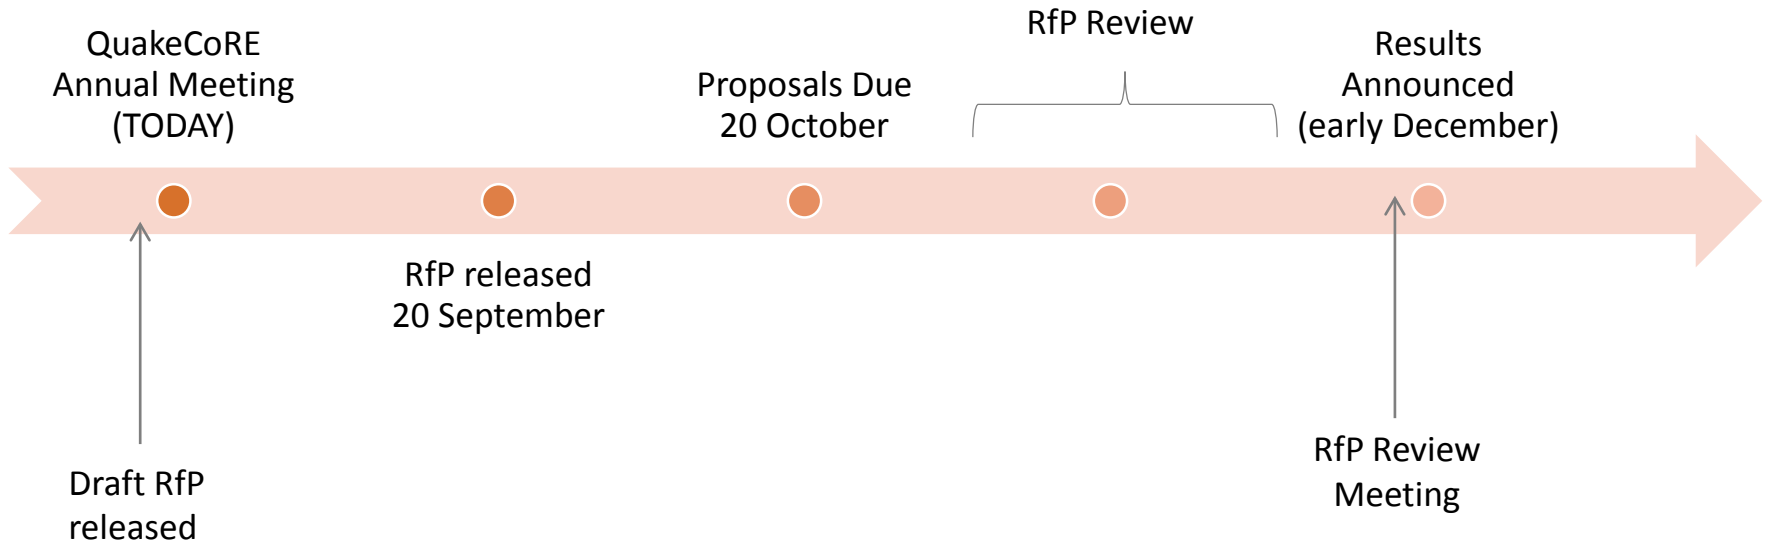 QuakeCoRE
Annual Meeting
(TODAY)
Proposals Due
20 October
RfP Review
Results
Announced
(early December)
RfP released
20 September
Draft RfP
released
RfP Review
Meeting